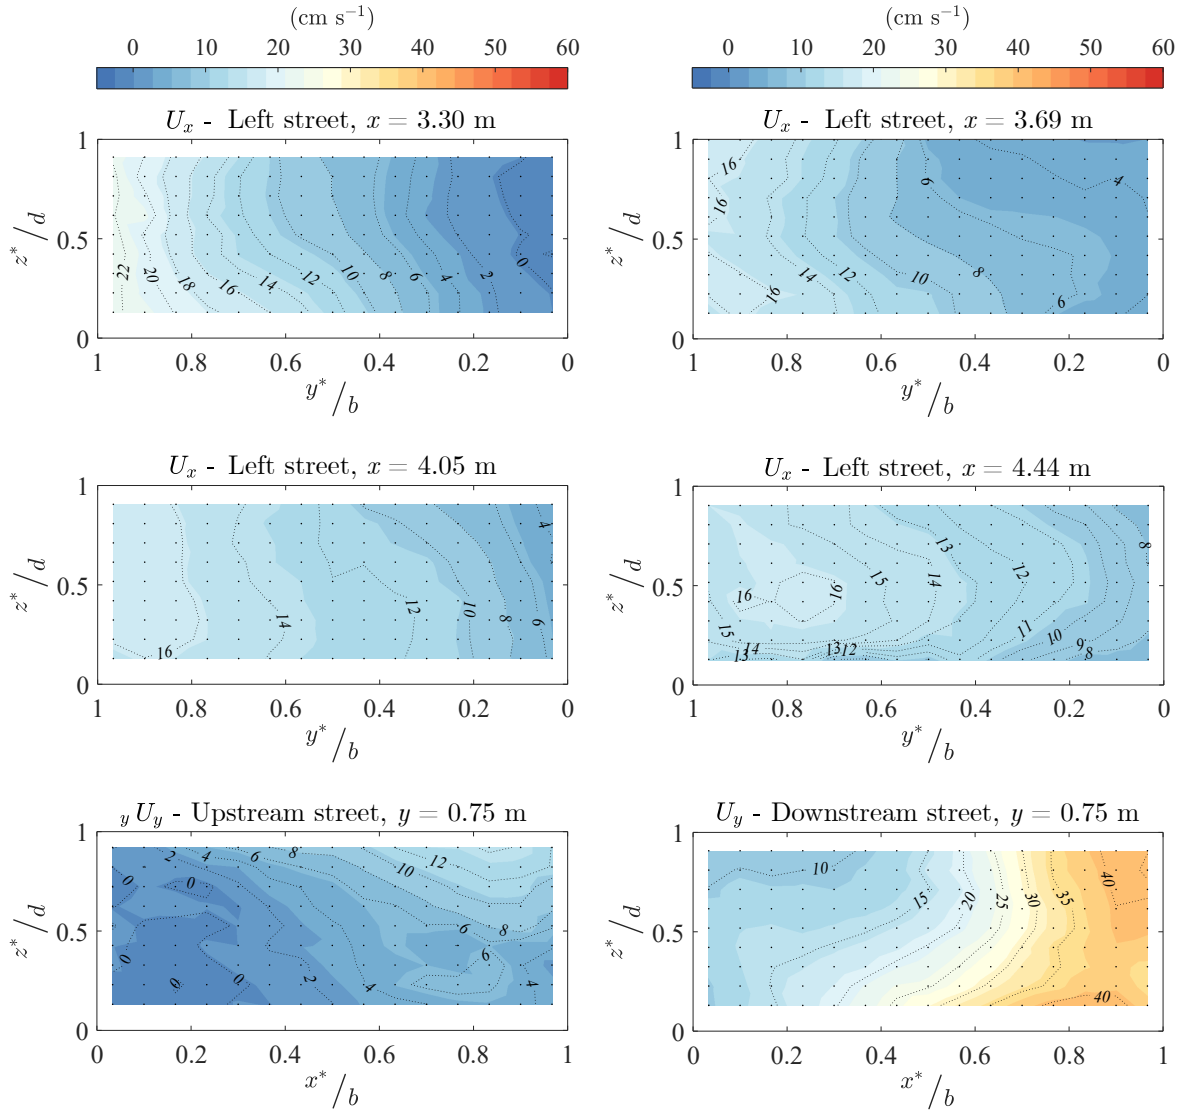 (cm s⁻¹) (cm s⁻¹)
0 10 20 30 40 50 60 0 10 20 30 40 50 60
Uₓ - Left street, x = 3.30 m Uₓ - Left street, x = 3.69 m
1 1
16 4
6
16
z*/d 0.5 z*/d 0.5
22 20 18 16 14 12 10 8 6 4 2 0 16 14 12 10 8 6
0 0
1 0.8 0.6 0.4 0.2 0 1 0.8 0.6 0.4 0.2 0
y*/b y*/b
Uₓ - Left street, x = 4.05 m Uₓ - Left street, x = 4.44 m
1 1
4 13 8
z*/d 0.5 z*/d 0.5
16 14 12 10 8 6 16 16 15 14 12
15 14 13 13 12 11 10 9 8
0 0
1 0.8 0.6 0.4 0.2 0 1 0.8 0.6 0.4 0.2 0
y*/b y*/b
y Uy - Upstream street, y = 0.75 m Uy - Downstream street, y = 0.75 m
1 1
2 4 6 8 10 12 10 40
0 0 15 20 25 30 35
z*/d 0.5 z*/d 0.5
6 8
0 0 0 2 4 6 4 40
0 0
0 0.2 0.4 0.6 0.8 1 0 0.2 0.4 0.6 0.8 1
x*/b x*/b